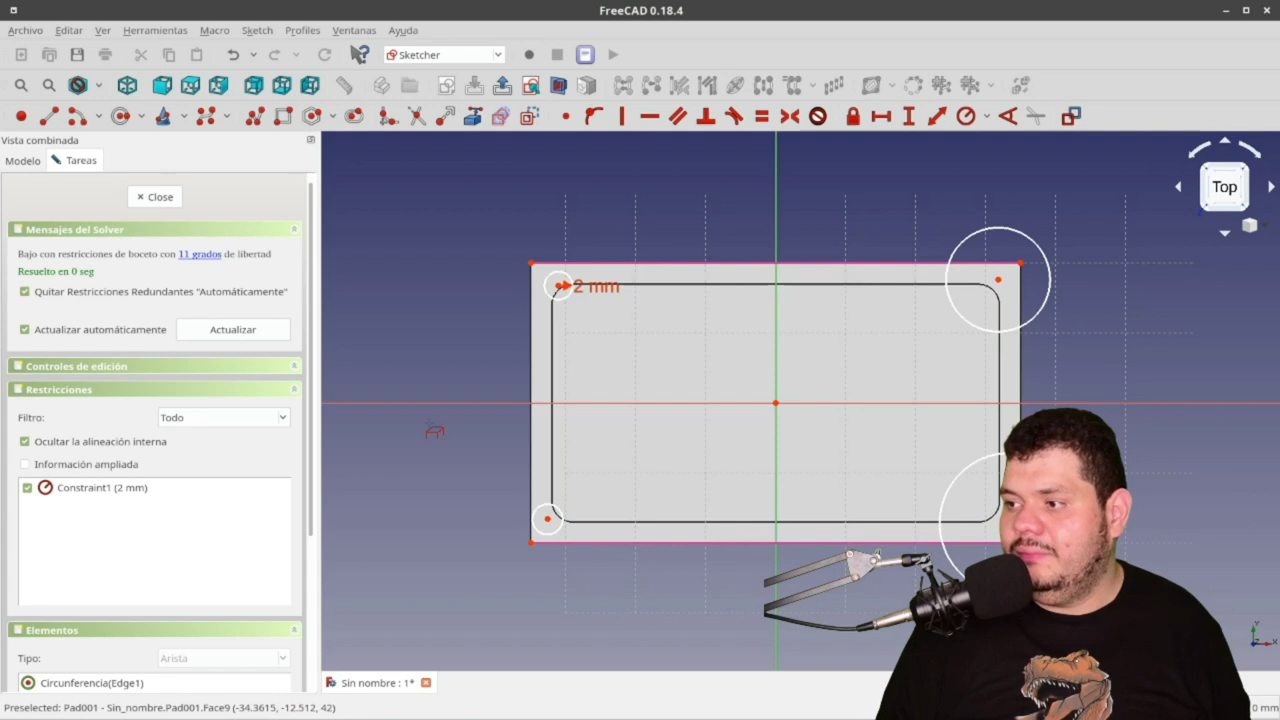 FreeCAD 0.18.4
Archivo Editar Ver Herramientas Macro Sketch Profiles Ventanas Ayuda
Sketcher
Vista combinada
Modelo Tareas
Close
Mensajes del Solver
Bajo con restricciones de boceto con 11 grados de libertad
Resuelto en 0 seg
Quitar Restricciones Redundantes "Automáticamente"
Actualizar automáticamente Actualizar
Controles de edición
Restricciones
Filtro: Todo
Ocultar la alineación interna
Información ampliada
Constraint1 (2 mm)
Elementos
Tipo: Arista
Circunferencia(Edge1)
2 mm
Top
Y
X
Sin nombre : 1*
Preselected: Pad001 - Sin_nombre.Pad001.Face9 (-34.3615, -12.512, 42)
0 mm